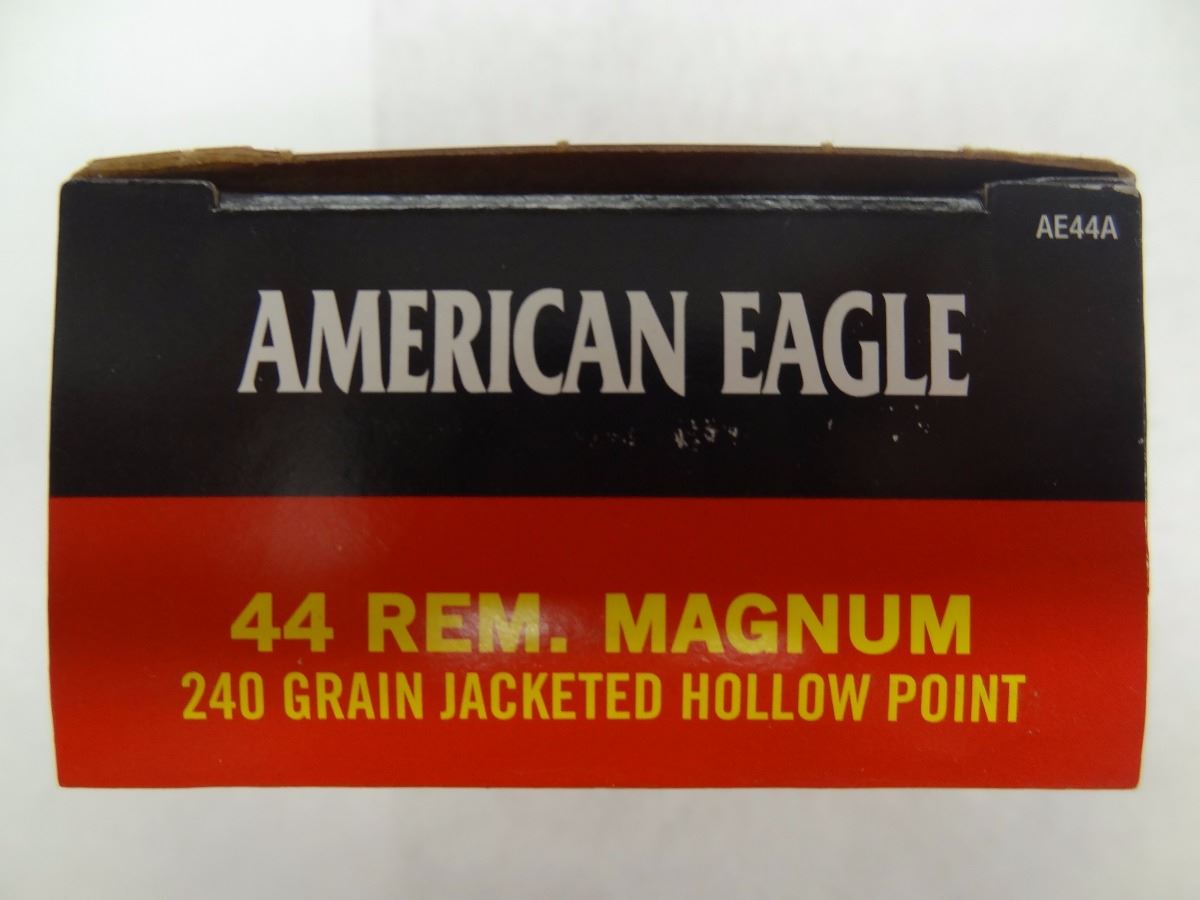 AE44A
AMERICAN EAGLE
44 REM. MAGNUM
240 GRAIN JACKETED HOLLOW POINT